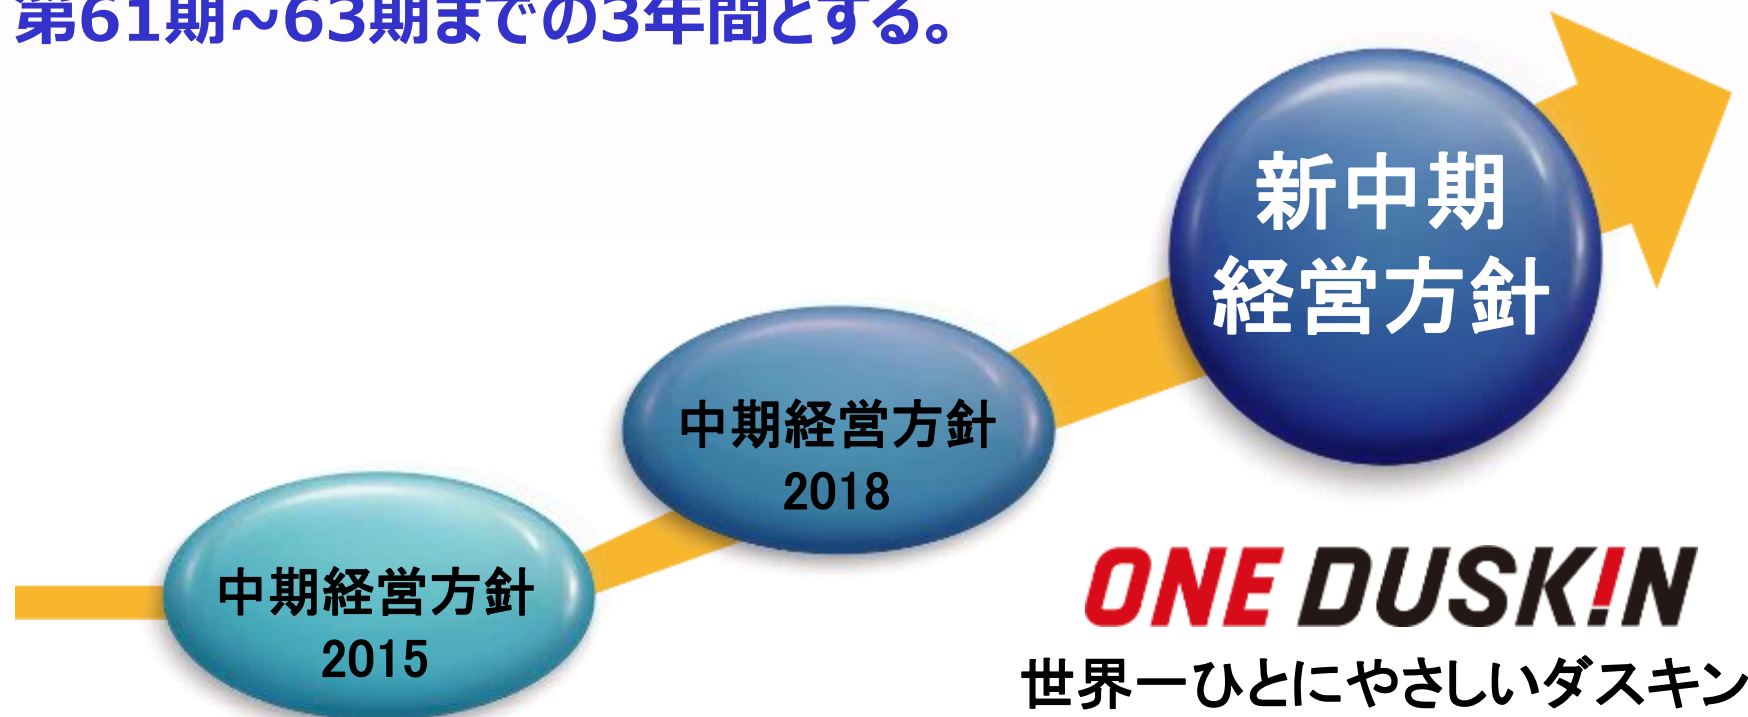 第61期~63期までの3年間とする。
新中期
経営方針
中期経営方針
2018
中期経営方針
2015
ONE DUSK!N
世界一ひとにやさしいダスキン